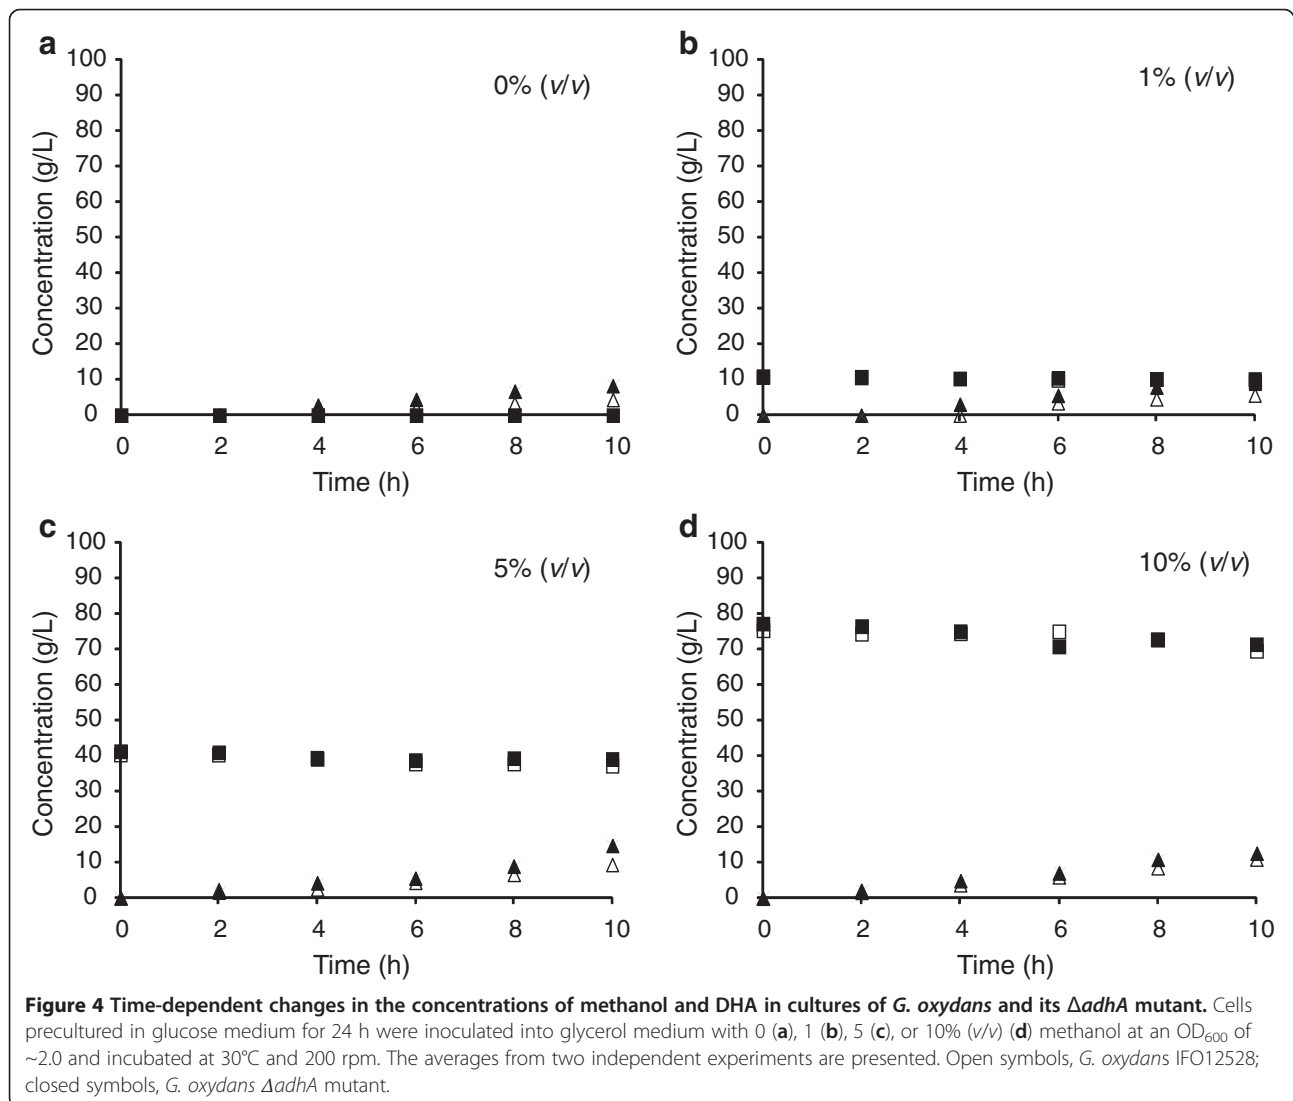 a
100
90
80
70
60
50
40
30
20
10
0
Concentration (g/L)
0% (v/v)
0 2 4 6 8 10
Time (h)
b
100
90
80
70
60
50
40
30
20
10
0
Concentration (g/L)
1% (v/v)
0 2 4 6 8 10
Time (h)
c
100
90
80
70
60
50
40
30
20
10
0
Concentration (g/L)
5% (v/v)
0 2 4 6 8 10
Time (h)
d
100
90
80
70
60
50
40
30
20
10
0
Concentration (g/L)
10% (v/v)
0 2 4 6 8 10
Time (h)
Figure 4 Time-dependent changes in the concentrations of methanol and DHA in cultures of G. oxydans and its ΔadhA mutant. Cells
precultured in glucose medium for 24 h were inoculated into glycerol medium with 0 (a), 1 (b), 5 (c), or 10% (v/v) (d) methanol at an OD600 of
~2.0 and incubated at 30°C and 200 rpm. The averages from two independent experiments are presented. Open symbols, G. oxydans IFO12528;
closed symbols, G. oxydans ΔadhA mutant.